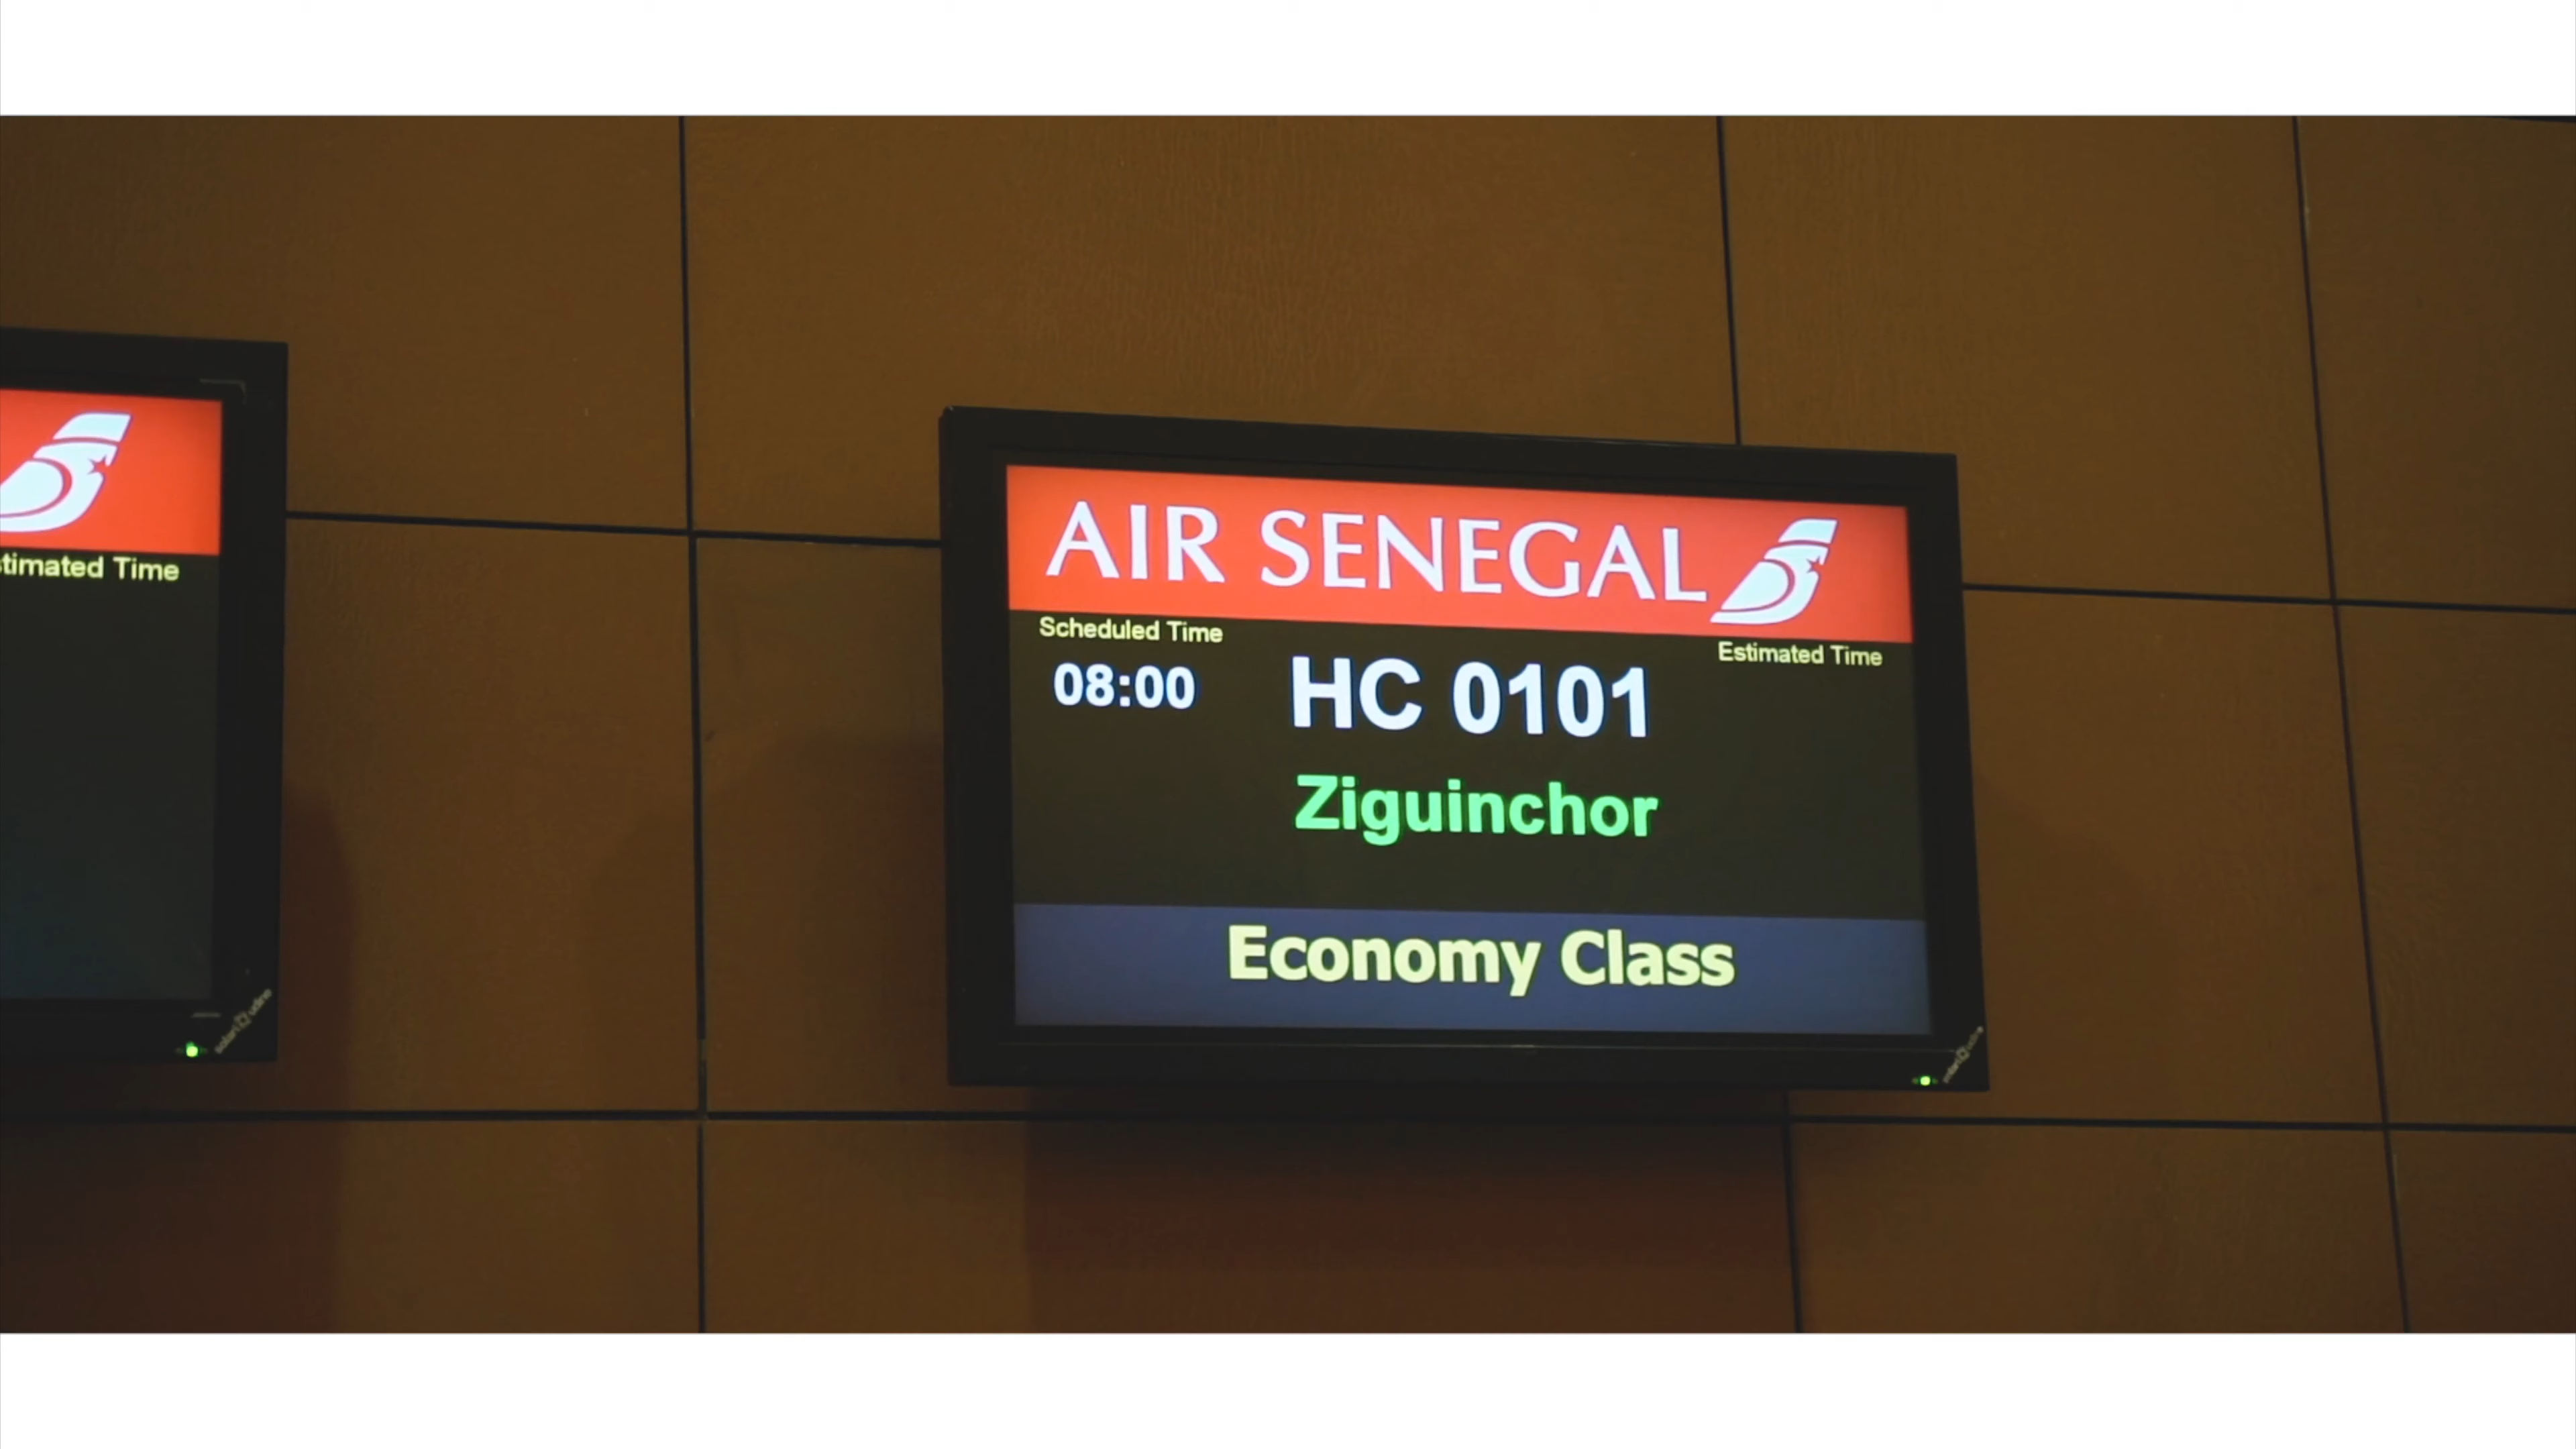 timated Time
AIR SENEGAL
Scheduled Time
Estimated Time
08:00
HC 0101
Ziguinchor
Economy Class